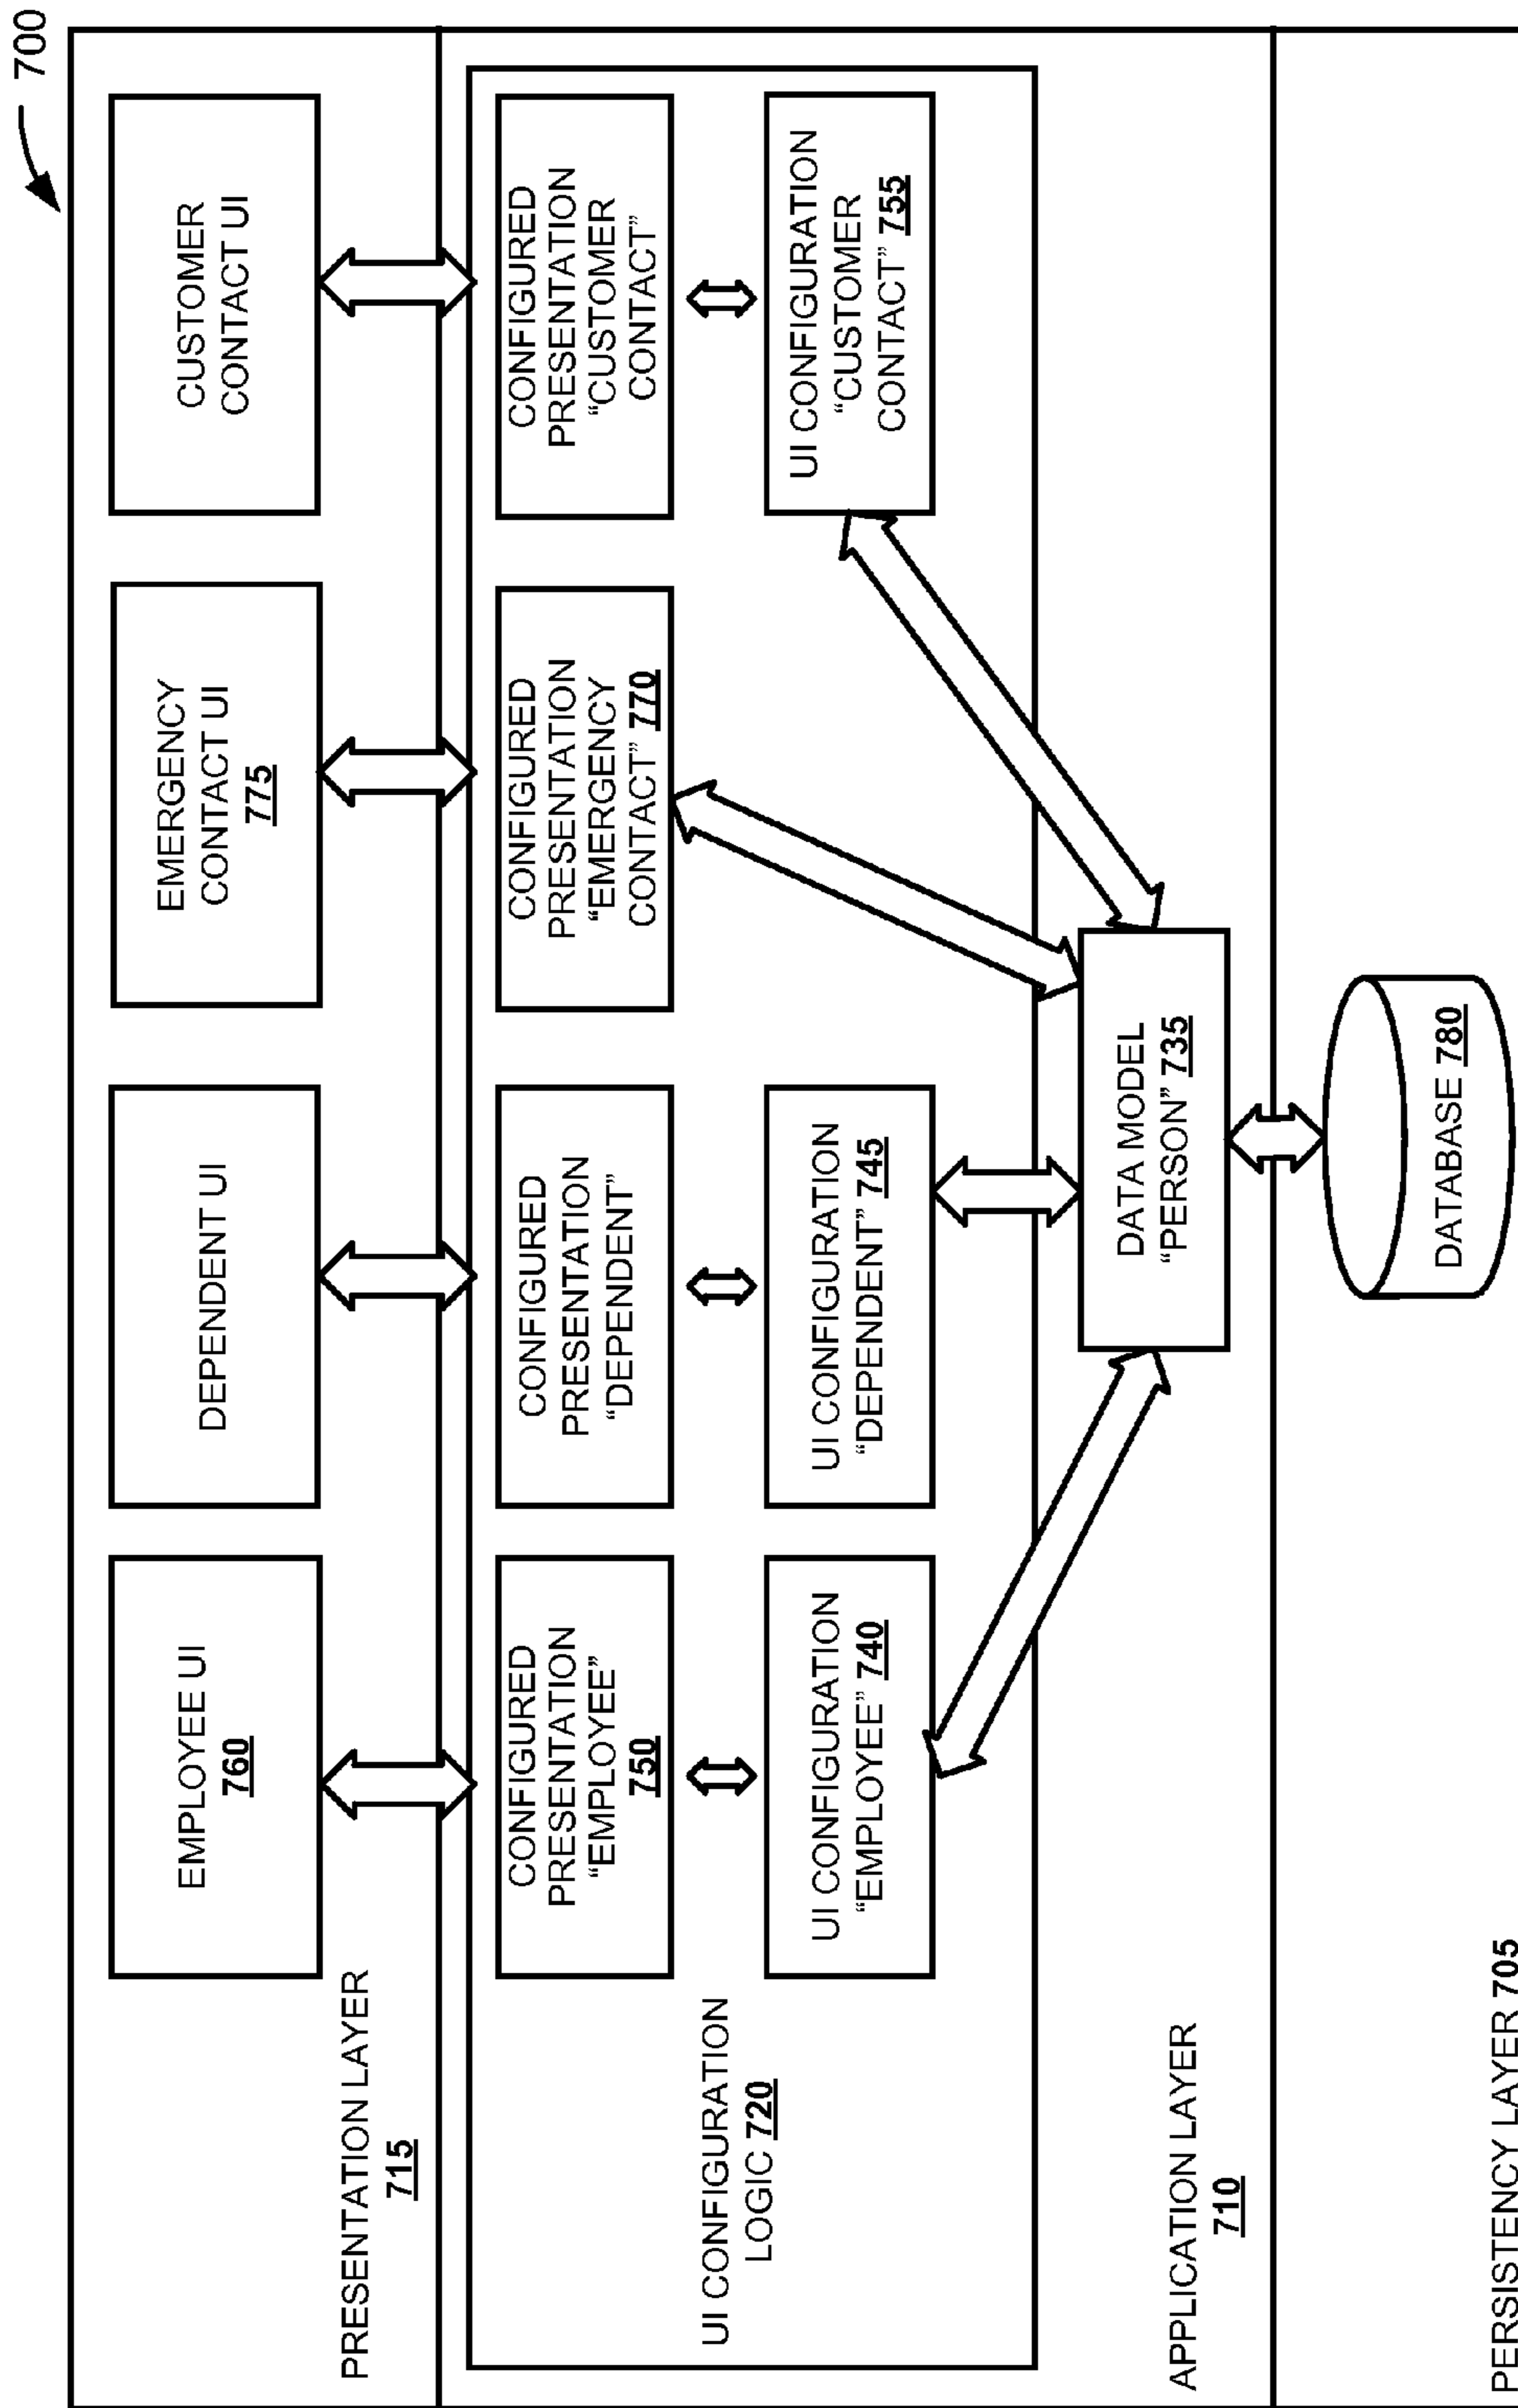 700
EMPLOYEE UI
760
DEPENDENT UI
EMERGENCY
CONTACT UI
775
CUSTOMER
CONTACT UI
PRESENTATION LAYER
715
CONFIGURED
PRESENTATION
“EMPLOYEE”
750
CONFIGURED
PRESENTATION
“DEPENDENT”
CONFIGURED
PRESENTATION
“EMERGENCY
CONTACT” 770
CONFIGURED
PRESENTATION
“CUSTOMER
CONTACT”
UI CONFIGURATION
LOGIC 720
UI CONFIGURATION
“EMPLOYEE” 740
UI CONFIGURATION
“DEPENDENT” 745
UI CONFIGURATION
“CUSTOMER
CONTACT” 755
DATA MODEL
“PERSON” 735
APPLICATION LAYER
710
DATABASE 780
PERSISTENCY LAYER 705